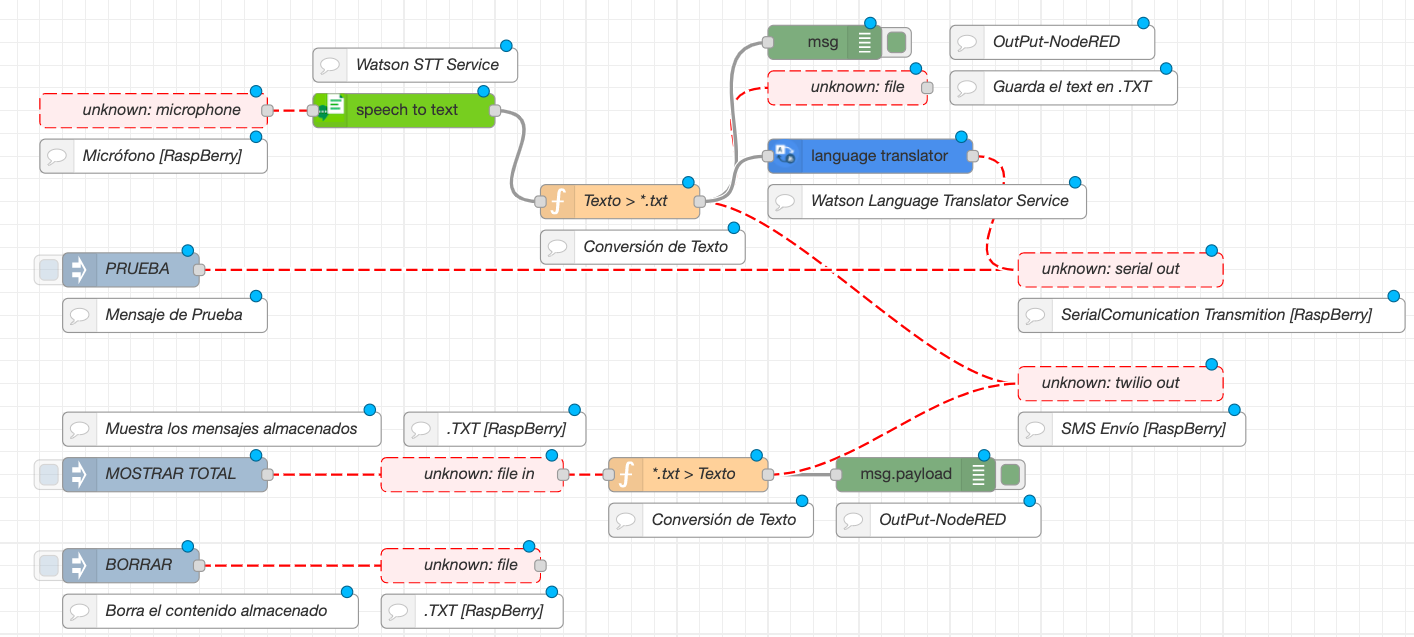 msg
OutPut-NodeRED
Watson STT Service
unknown: file
Guarda el text en .TXT
unknown: microphone
speech to text
Micrófono [RaspBerry]
language translator
Texto > *.txt
Watson Language Translator Service
Conversión de Texto
PRUEBA
unknown: serial out
Mensaje de Prueba
SerialComunication Transmition [RaspBerry]
unknown: twilio out
Muestra los mensajes almacenados
.TXT [RaspBerry]
SMS Envío [RaspBerry]
MOSTRAR TOTAL
unknown: file in
*.txt > Texto
msg.payload
Conversión de Texto
OutPut-NodeRED
BORRAR
unknown: file
Borra el contenido almacenado
.TXT [RaspBerry]